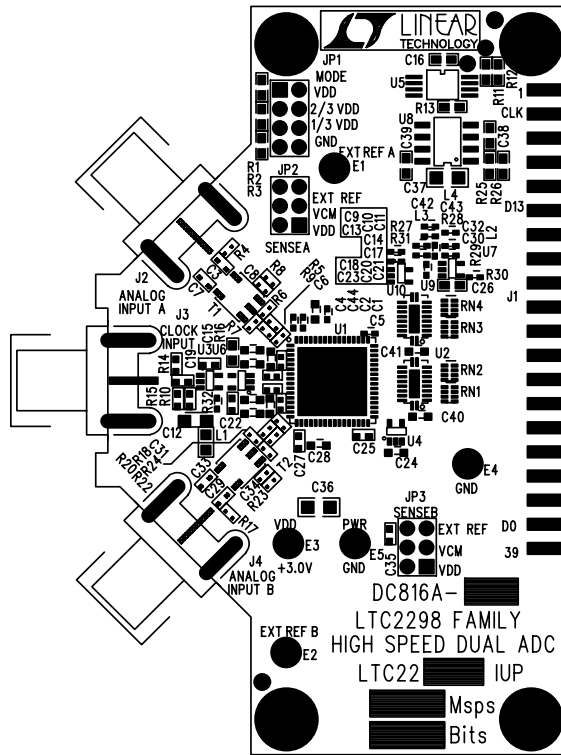 LINEAR
TECHNOLOGY
JP1
MODE
VDD
2/3 VDD
1/3 VDD
GND
R1
R2
R3
C16
U5
R11
R12
R13
1
CLK
U8
C39
C38
EXT REF A
E1
C37
L4
R25
R26
JP2
EXT REF
VCM
VDD
SENSEA
C9
C13
C10
C11
C14
C17
C18
C23
C20
C21
C42
C43
L3
R28
C32
C30
L2
R27
R31
U7
R29
R30
U10
U9
C26
D13
J1
R4
C3
C7
C8
R8
T1
R5
R9
C6
R6
R7
J2
ANALOG
INPUT A
J3
CLOCK
INPUT
C15
R16
C19
U3
U6
R14
R15
R10
R32
C12
L1
C22
C4
C44
C2
C1
U1
C5
RN4
RN3
C41
U2
RN2
RN1
C40
U4
C25
C24
C27
C28
R18
C31
R20
R24
R22
C33
C29
C34
T2
R23
R17
C36
E4
GND
J4
ANALOG
INPUT B
VDD
E3
+3.0V
PWR
E5
GND
C35
JP3
SENSEB
EXT REF
VCM
VDD
D0
39
EXT REF B
E2
DC816A-
LTC2298 FAMILY
HIGH SPEED DUAL ADC
LTC22 IUP
Msps
Bits